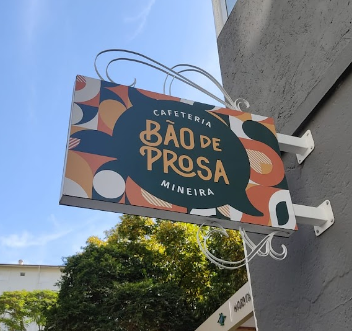 CAFETERIA
BÃO DE
PROSA
MINEIRA